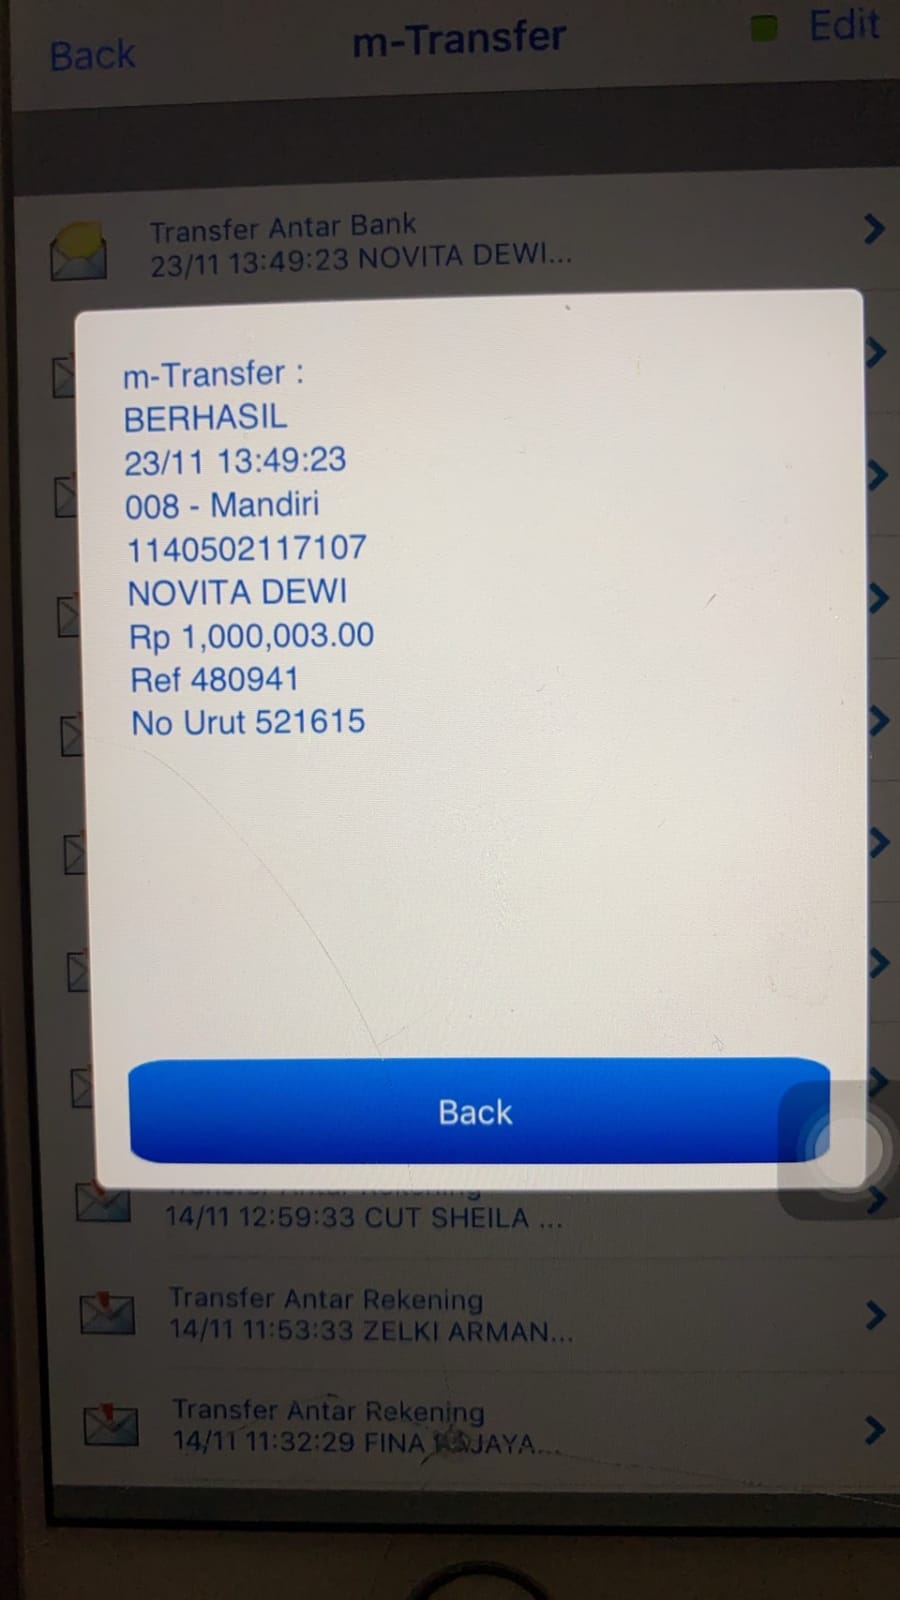 Back
m-Transfer
Edit
Transfer Antar Bank
23/11 13:49:23 NOVITA DEWI...
m-Transfer :
BERHASIL
23/11 13:49:23
008 - Mandiri
1140502117107
NOVITA DEWI
Rp 1,000,003.00
Ref 480941
No Urut 521615
Back
14/11 12:59:33 CUT SHEILA ...
Transfer Antar Rekening
14/11 11:53:33 ZELKI ARMAN...
Transfer Antar Rekening
14/11 11:32:29 FINA